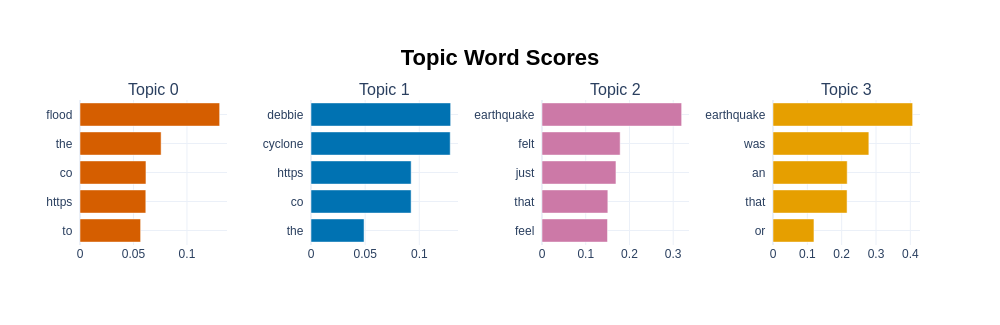 Topic Word Scores
Topic 0
flood
the
co
https
to
0 0.05 0.1
Topic 1
debbie
cyclone
https
co
the
0 0.05 0.1
Topic 2
earthquake
felt
just
that
feel
0 0.1 0.2 0.3
Topic 3
earthquake
was
an
that
or
0 0.1 0.2 0.3 0.4